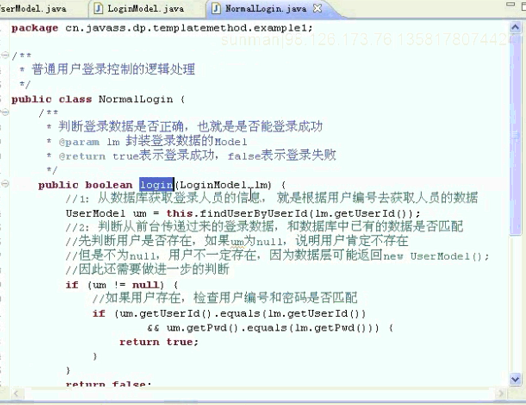 serModel.java LoginModel.java NormalLogin.java
package cn.javass.dp.templatemethod.example1;
/**
* 普通用户登录控制的逻辑处理
*/
public class NormalLogin {
/**
* 判断登录数据是否正确，也就是是否能登录成功
* @param lm 封装登录数据的Model
* @return true表示登录成功，false表示登录失败
*/
public boolean login(LoginModel lm) {
//1: 从数据库获取登录人员的信息, 就是根据用户编号去获取人员的数据
UserModel um = this.findUserByUserId(lm.getUserId());
//2: 判断从前台传递过来的登录数据，和数据库中已有的数据是否匹配
//先判断用户是否存在，如果um为null，说明用户肯定不存在
//但是不为null，用户不一定存在，因为数据层可能返回new UserModel();
//因此还需要做进一步的判断
if (um != null) {
//如果用户存在，检查用户编号和密码是否匹配
if (um.getUserId().equals(lm.getUserId())
&& um.getPwd().equals(lm.getPwd())) {
return true;
}
}
return false;